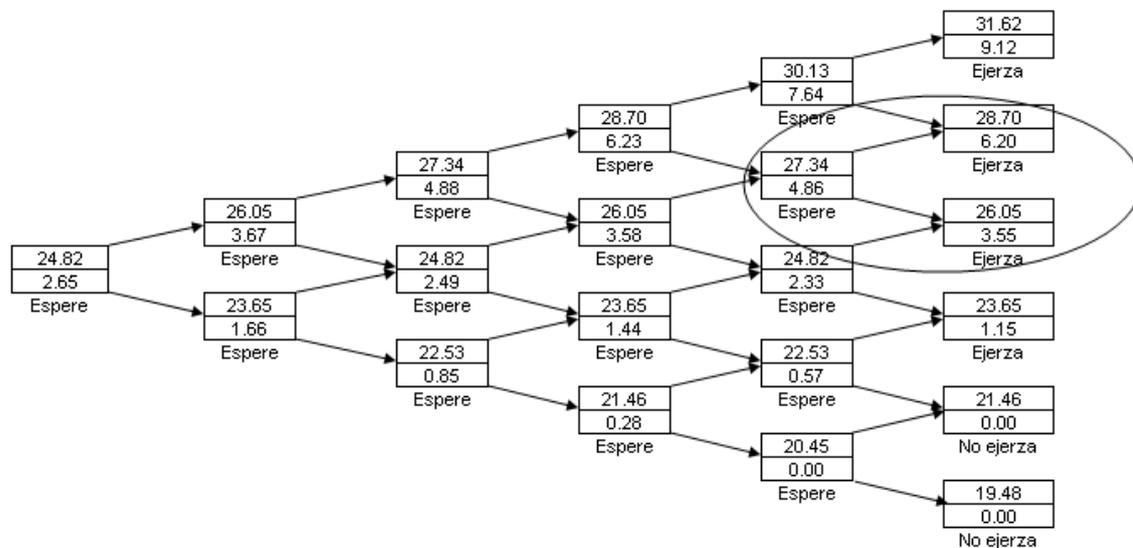 31.62
9.12
Ejerza
30.13
7.64
Espere
28.70
6.23
Espere
28.70
6.20
Ejerza
27.34
4.88
Espere
27.34
4.86
Espere
26.05
3.67
Espere
26.05
3.58
Espere
26.05
3.55
Ejerza
24.82
2.65
Espere
24.82
2.49
Espere
24.82
2.33
Espere
23.65
1.66
Espere
23.65
1.44
Espere
23.65
1.15
Ejerza
22.53
0.85
Espere
22.53
0.57
Espere
21.46
0.28
Espere
21.46
0.00
No ejerza
20.45
0.00
Espere
19.48
0.00
No ejerza